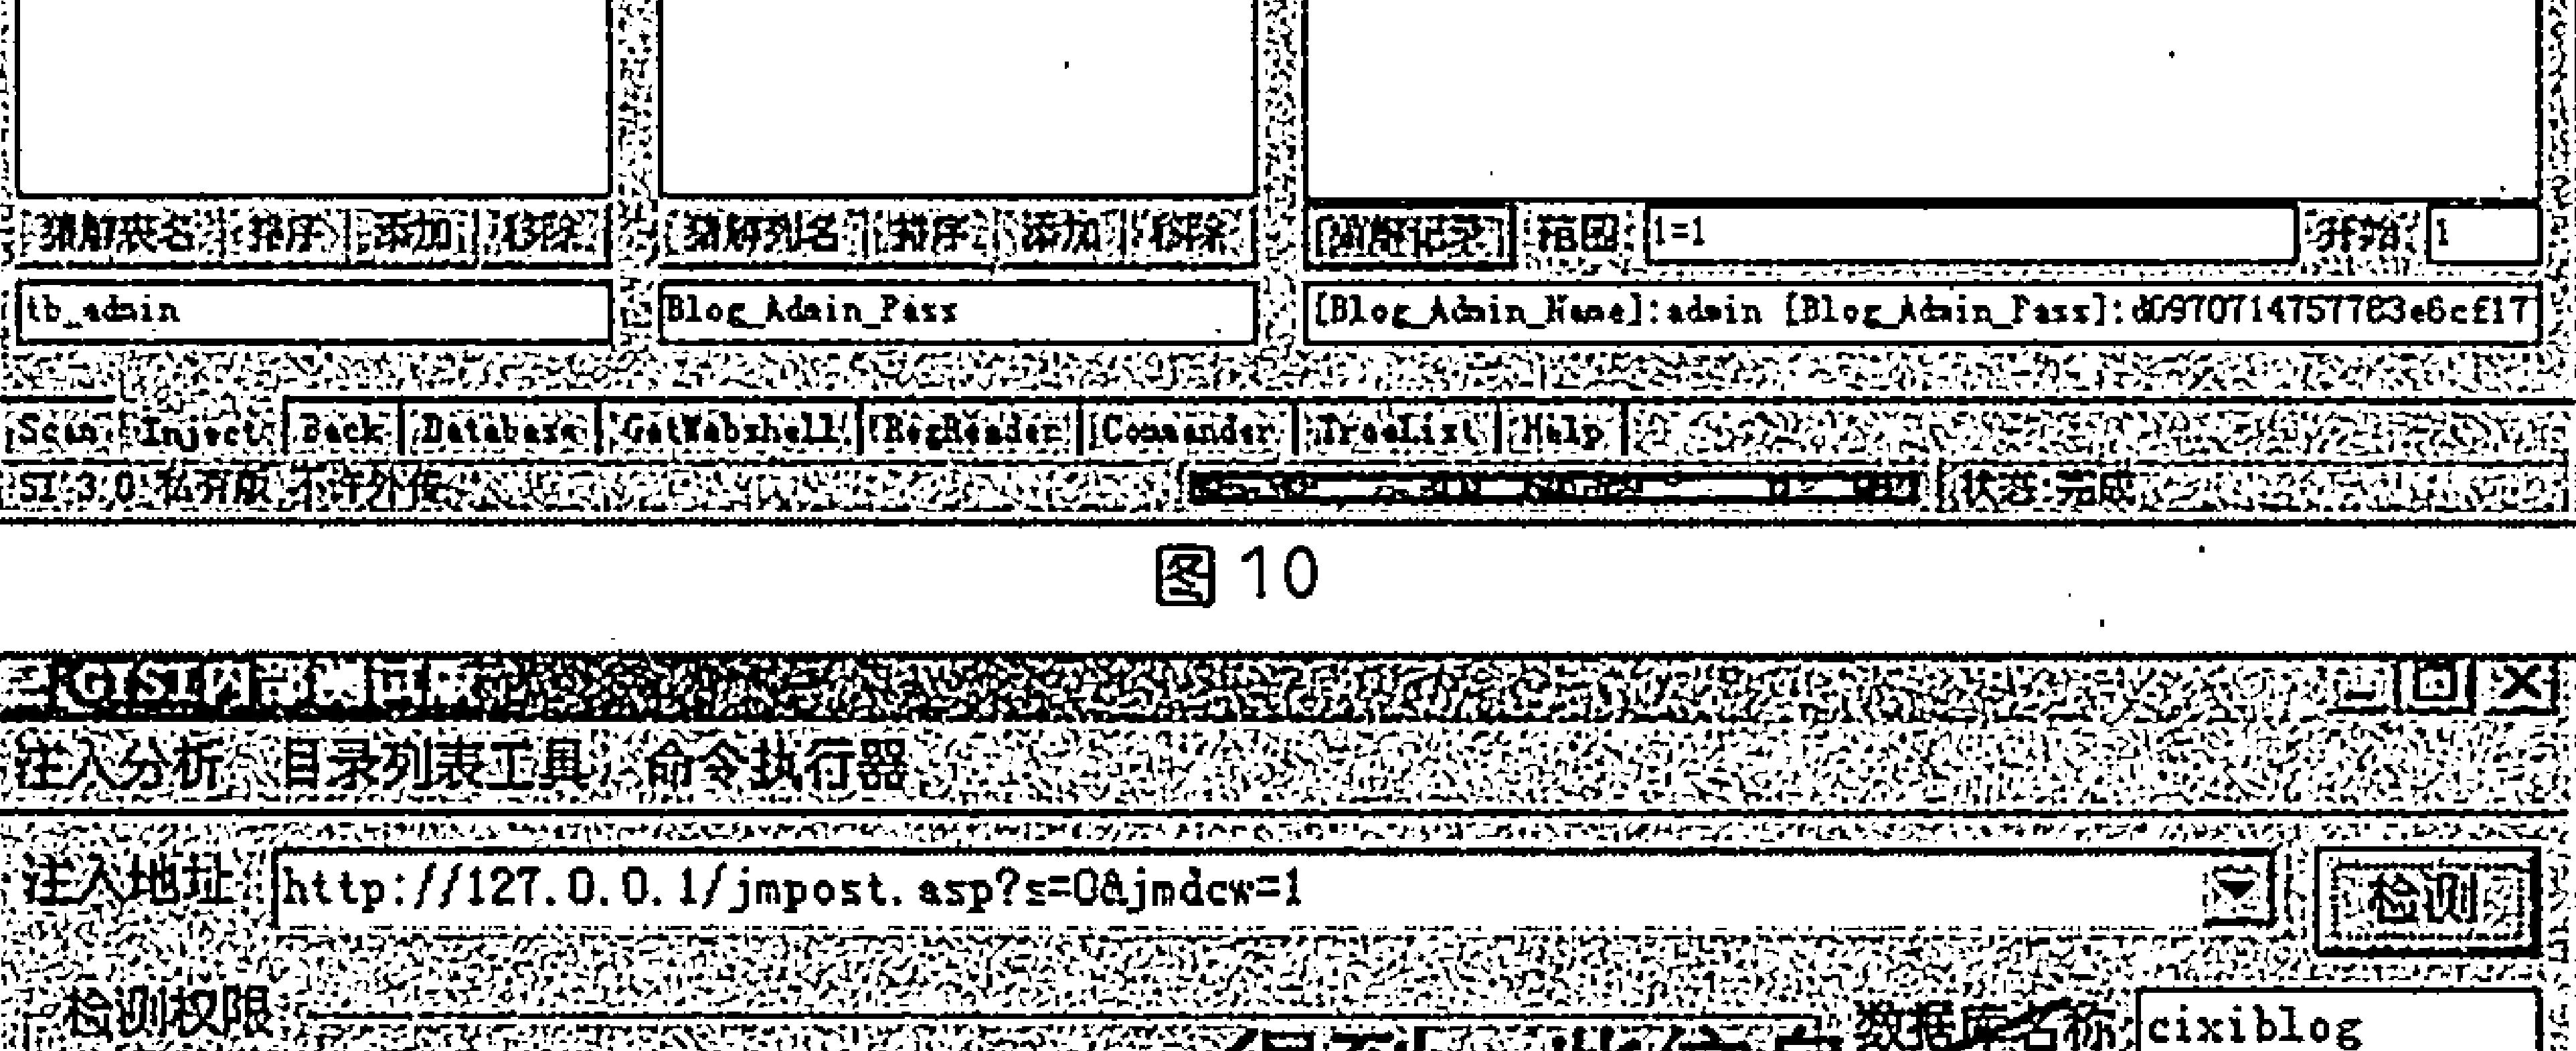 猜解表名 排序 添加 移除 猜解列名 排序 添加 移除 猜解记录 范围 1=1 开始 1
tb_admin Blog_Admin_Pass [Blog_Admin_Name]:admin [Blog_Admin_Pass]:d0970714757783e6cf17
Scan Inject Back Database GetWebshell RegReader Commander TreeList Help
SI 3.0 私有版 不许外传 状态 完成
图10
注入分析 目录列表工具 命令执行器
注入地址 http://127.0.0.1/jmpost.asp?s=0&jmdcw=1 检测
检测权限 数据库名称 cixiblog